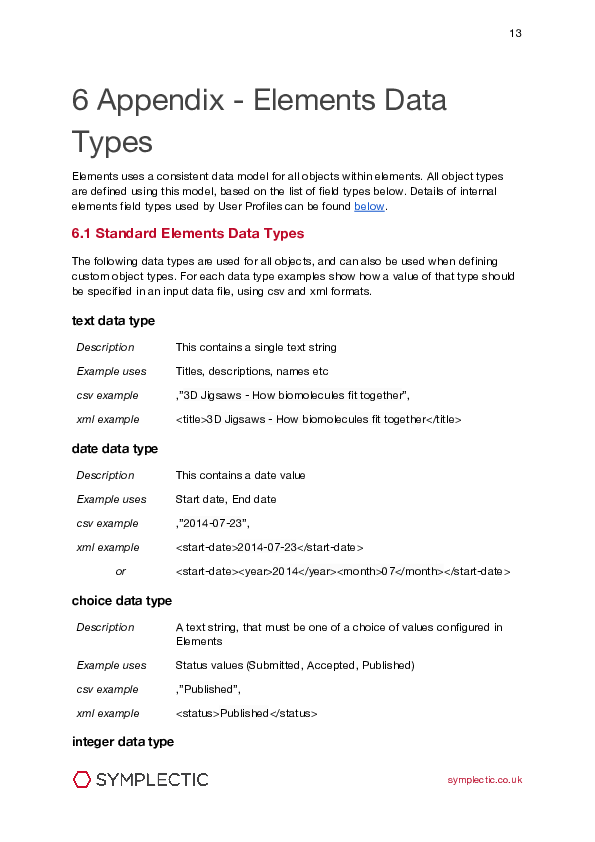 13
6 Appendix - Elements Data
Types
Elements uses a consistent data model for all objects within elements. All object types
are defined using this model, based on the list of field types below. Details of internal
elements field types used by User Profiles can be found below.
6.1 Standard Elements Data Types
The following data types are used for all objects, and can also be used when defining
custom object types. For each data type examples show how a value of that type should
be specified in an input data file, using csv and xml formats.
text data type
Description This contains a single text string
Example uses Titles, descriptions, names etc
csv example ,”3D Jigsaws - How biomolecules fit together”,
xml example <title>3D Jigsaws - How biomolecules fit together</title>
date data type
Description This contains a date value
Example uses Start date, End date
csv example ,”2014-07-23”,
xml example <start-date>2014-07-23</start-date>
or <start-date><year>2014</year><month>07</month></start-date>
choice data type
Description A text string, that must be one of a choice of values configured in
Elements
Example uses Status values (Submitted, Accepted, Published)
csv example ,”Published”,
xml example <status>Published</status>
integer data type
SYMPLECTIC symplectic.co.uk